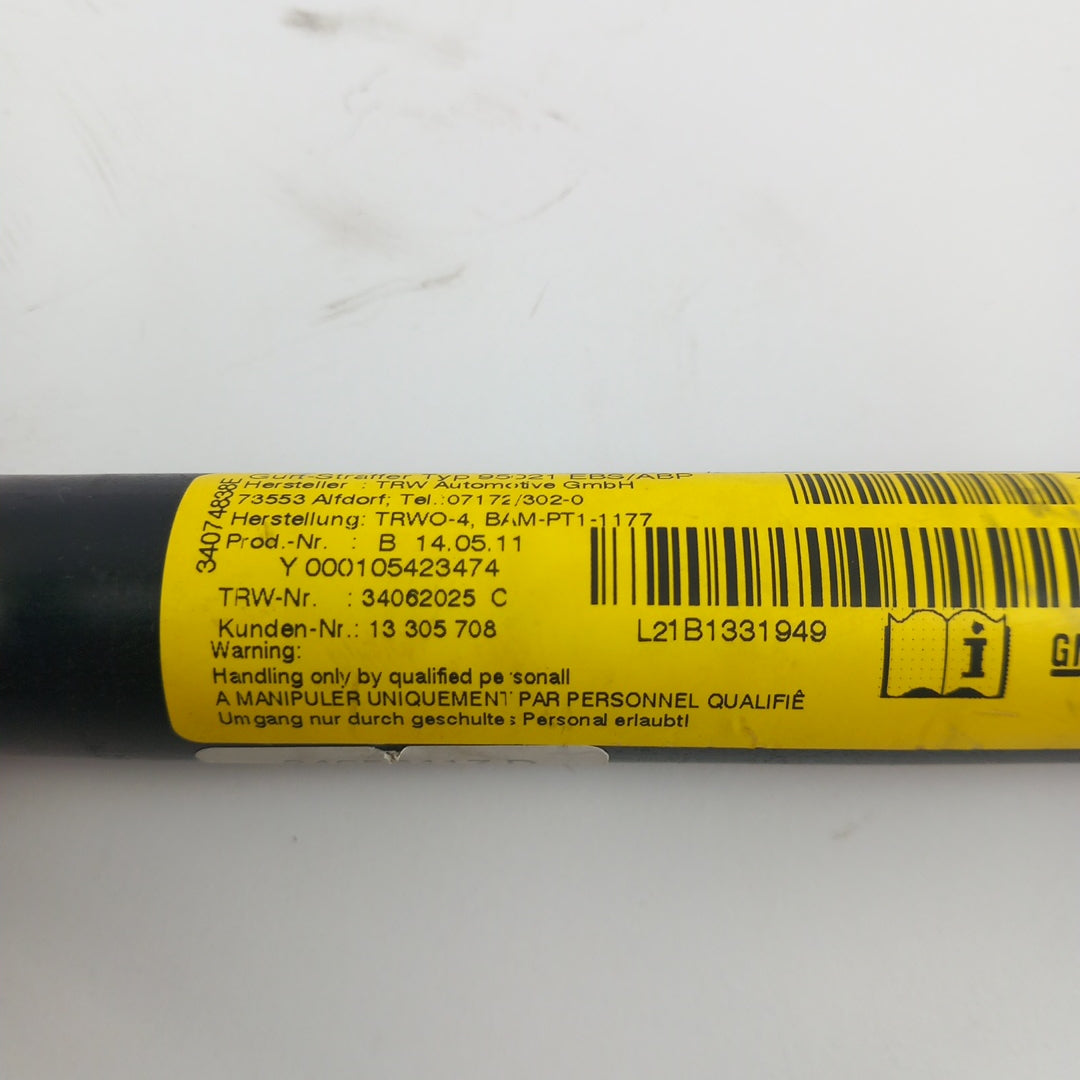 34074838E
Gurt-Straffer Typ 95021 EBS/ABP
Hersteller : TRW Automotive GmbH
73553 Alfdorf; Tel.:07172/302-0
Herstellung: TRWO-4, BAM-PT1-1177
Prod.-Nr. : B 14.05.11
Y 000105423474
TRW-Nr. : 34062025 C
Kunden-Nr.: 13 305 708
L21B1331949
i
Warning:
Handling only by qualified personall
A MANIPULER UNIQUEMENT PAR PERSONNEL QUALIFIÊ
Umgang nur durch geschultes Personal erlaubt!